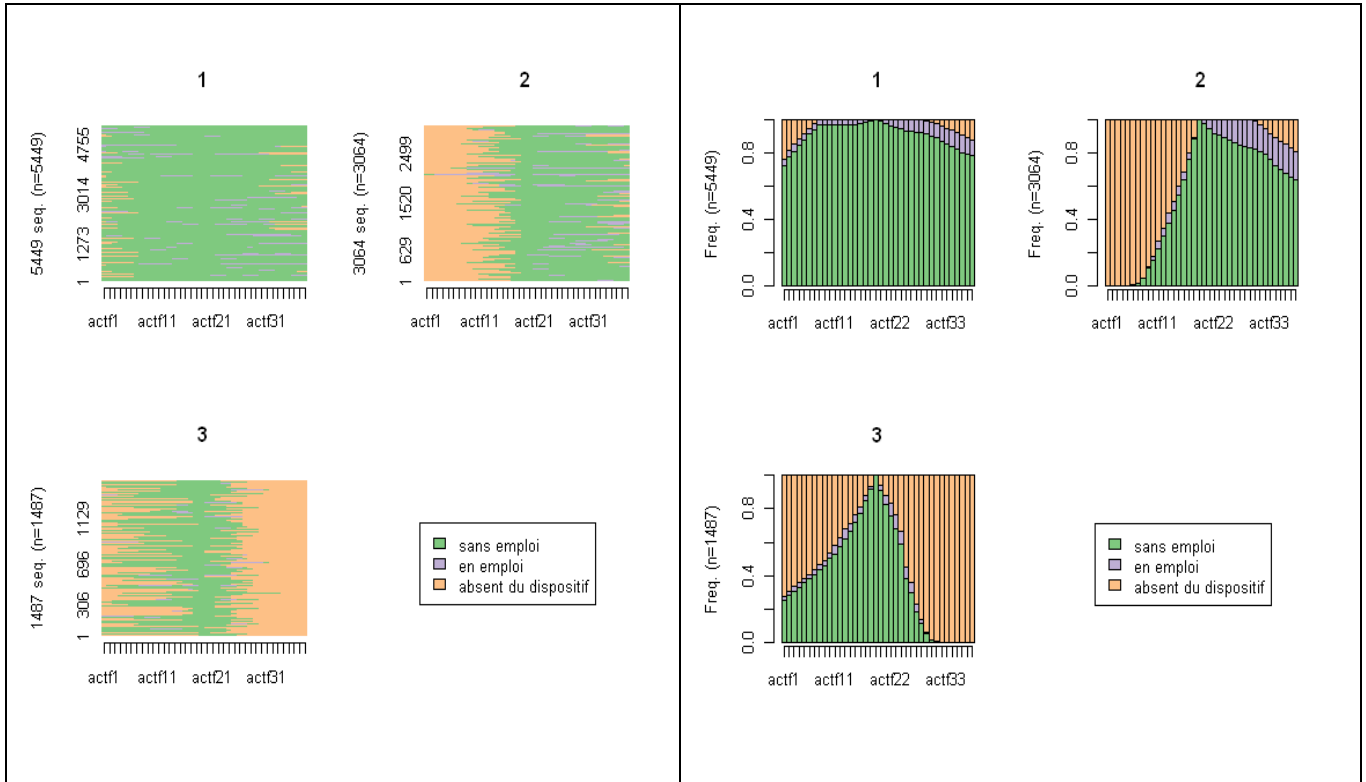 1
5449 seq. (n=5449)
1 1273 3014 4755
actf1 actf11 actf21 actf31
2
3064 seq. (n=3064)
1 629 1520 2499
actf1 actf11 actf21 actf31
3
1487 seq. (n=1487)
1 306 696 1129
actf1 actf11 actf21 actf31
sans emploi
en emploi
absent du dispositif
1
Freq. (n=5449)
0.0 0.4 0.8
actf1 actf11 actf22 actf33
2
Freq. (n=3064)
0.0 0.4 0.8
actf1 actf11 actf22 actf33
3
Freq. (n=1487)
0.0 0.4 0.8
actf1 actf11 actf22 actf33
sans emploi
en emploi
absent du dispositif